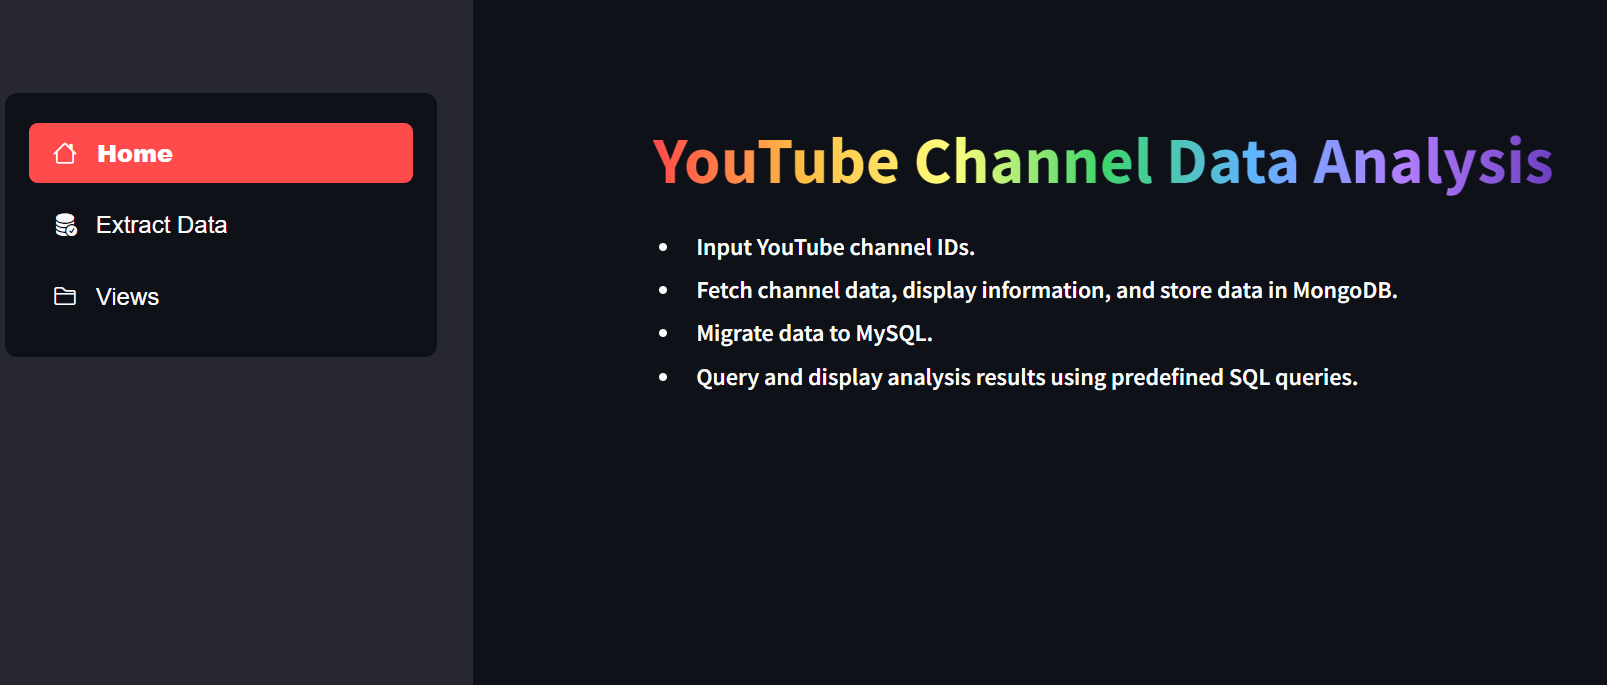 Home
Extract Data
Views
YouTube Channel Data Analysis
Input YouTube channel IDs.
Fetch channel data, display information, and store data in MongoDB.
Migrate data to MySQL.
Query and display analysis results using predefined SQL queries.